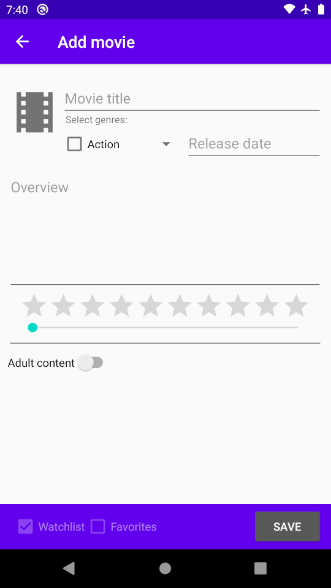 7:40
Add movie
Movie title
Select genres:
Action
Release date
Overview
Adult content
Watchlist
Favorites
SAVE